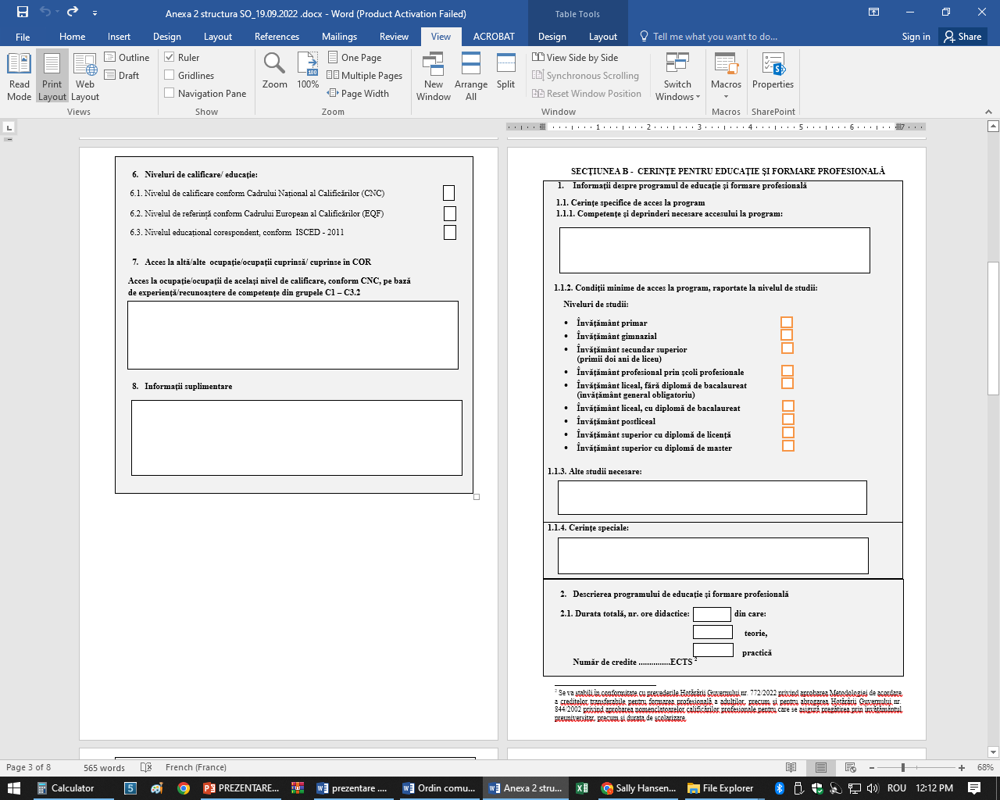 Anexa 2 structura SO_19.09.2022 .docx - Word (Product Activation Failed)
Table Tools
File Home Insert Design Layout References Mailings Review View ACROBAT Design Layout Tell me what you want to do... Sign in Share
Read Mode
Print Layout
Web Layout
Outline
Draft
Views
Ruler
Gridlines
Navigation Pane
Show
Zoom
100
100%
One Page
Multiple Pages
Page Width
Zoom
New Window
Arrange All
Split
View Side by Side
Synchronous Scrolling
Reset Window Position
Window
Switch Windows
Macros
Macros
Properties
SharePoint
1 2 3 4 5 6 7
6. Niveluri de calificare/ educație:
6.1. Nivelul de calificare conform Cadrului Național al Calificărilor (CNC)
6.2. Nivelul de referință conform Cadrului European al Calificărilor (EQF)
6.3. Nivelul educațional corespondent, conform ISCED - 2011
7. Acces la altă/alte ocupație/ocupații cuprinsă/ cuprinse în COR
Acces la ocupație/ocupații de același nivel de calificare, conform CNC, pe bază
de experiență/recunoaștere de competențe din grupele C1 – C3.2
8. Informații suplimentare
SECȚIUNEA B - CERINȚE PENTRU EDUCAȚIE ȘI FORMARE PROFESIONALĂ
1. Informații despre programul de educație și formare profesională
1.1. Cerințe specifice de acces la program
1.1.1. Competențe și deprinderi necesare accesului la program:
1.1.2. Condiții minime de acces la program, raportate la nivelul de studii:
Niveluri de studii:
• Învățământ primar
• Învățământ gimnazial
• Învățământ secundar superior
(primii doi ani de liceu)
• Învățământ profesional prin școli profesionale
• Învățământ liceal, fără diplomă de bacalaureat
(învățământ general obligatoriu)
• Învățământ liceal, cu diplomă de bacalaureat
• Învățământ postliceal
• Învățământ superior cu diplomă de licență
• Învățământ superior cu diplomă de master
1.1.3. Alte studii necesare:
1.1.4. Cerințe speciale:
2. Descrierea programului de educație și formare profesională
2.1. Durata totală, nr. ore didactice: din care:
teorie,
practică
Număr de credite ...............ECTS 2
2 Se va stabili în conformitate cu prevederile Hotărârii Guvernului nr. 772/2022 privind aprobarea Metodologiei de acordare
a creditelor transferabile pentru formarea profesională a adulților, precum și pentru abrogarea Hotărârii Guvernului nr.
844/2002 privind aprobarea nomenclatoarelor calificărilor profesionale pentru care se asigură pregătirea prin învățământul
preuniversitar, precum și durata de școlarizare.
Page 3 of 8 565 words French (France) 68%
Calculator 5 PREZENTARE... prezentare .... Ordin comu... Anexa 2 stru... Sally Hansen... File Explorer ROU 12:12 PM